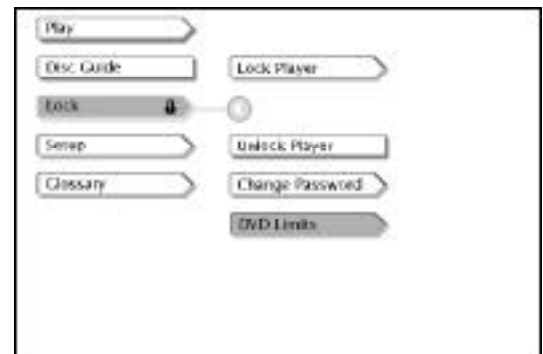 Play
Disc Guide
Lock
Setup
Glossary
Lock Player
Unlock Player
Change Password
DVD Limits